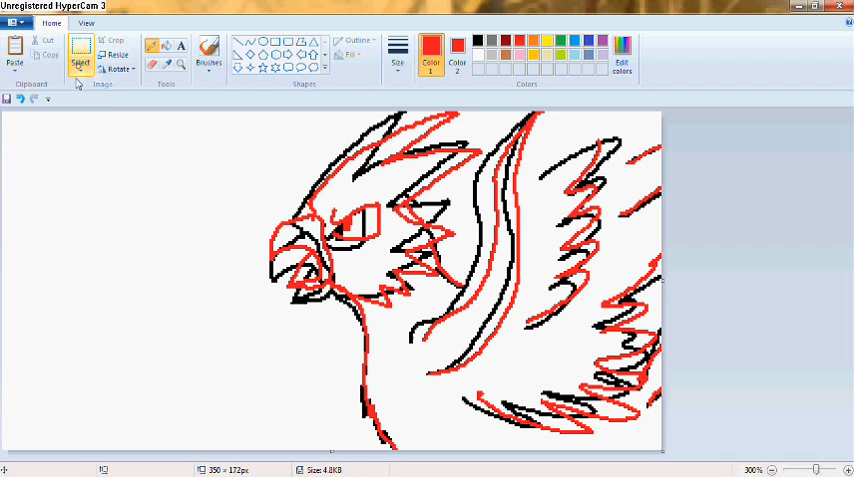 Unregistered HyperCam 3
Home View
Paste
Cut
Copy
Clipboard
Select
Crop
Resize
Rotate
Image
A
Tools
Brushes
Outline
Fill
Shapes
Size
Color
1
Color
2
Edit
colors
Colors
350 × 172px
Size: 4.8KB
300%